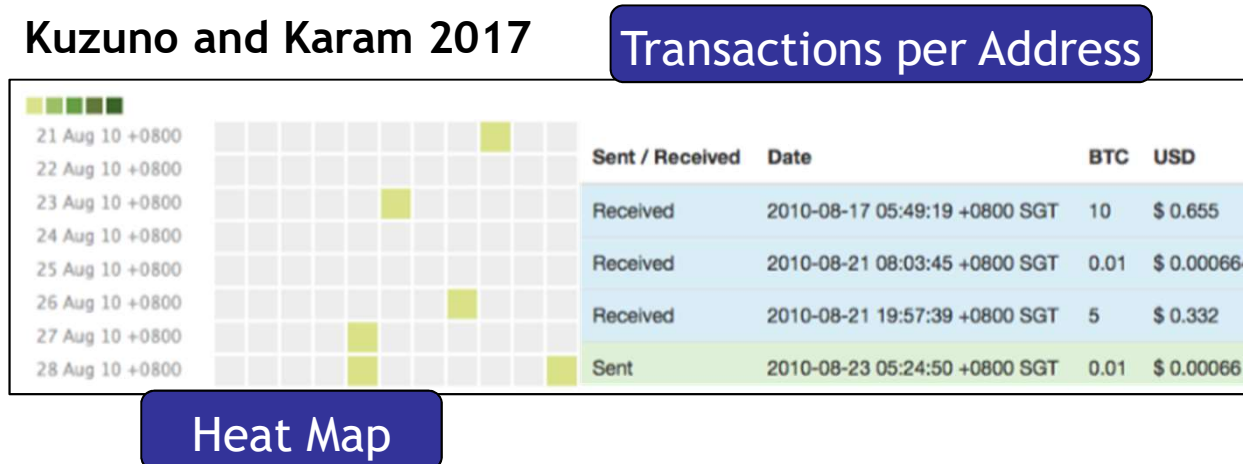 Kuzuno and Karam 2017
Transactions per Address
21 Aug 10 +0800
22 Aug 10 +0800
23 Aug 10 +0800
24 Aug 10 +0800
25 Aug 10 +0800
26 Aug 10 +0800
27 Aug 10 +0800
28 Aug 10 +0800
Sent / Received Date BTC USD
Received 2010-08-17 05:49:19 +0800 SGT 10 $ 0.655
Received 2010-08-21 08:03:45 +0800 SGT 0.01 $ 0.00066
Received 2010-08-21 19:57:39 +0800 SGT 5 $ 0.332
Sent 2010-08-23 05:24:50 +0800 SGT 0.01 $ 0.00066
Heat Map